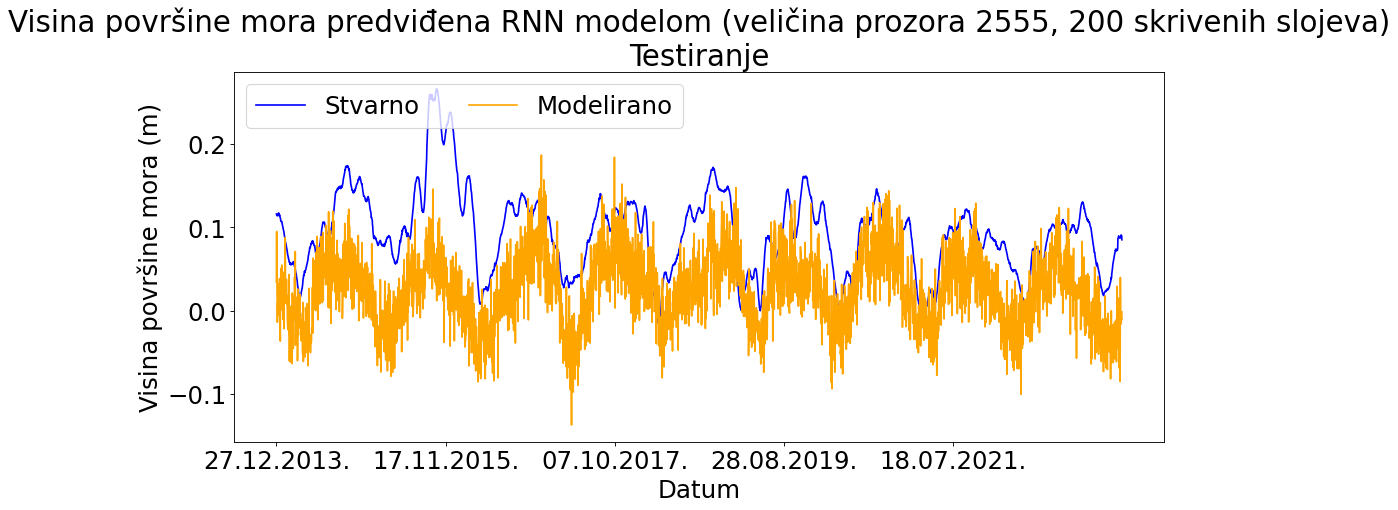 Visina površine mora predviđena RNN modelom (veličina prozora 2555, 200 skrivenih slojeva)
Testiranje
Stvarno Modelirano
Visina površine mora (m)
0.2
0.1
0.0
−0.1
27.12.2013. 17.11.2015. 07.10.2017. 28.08.2019. 18.07.2021.
Datum